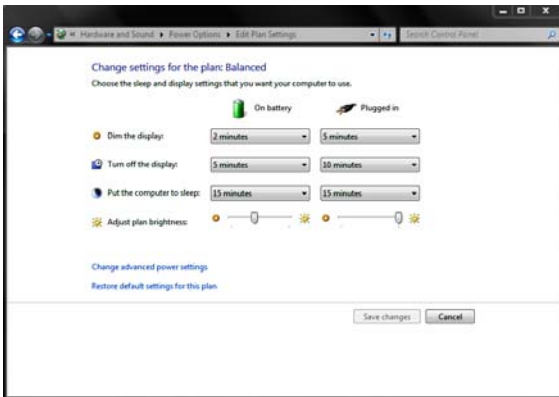 « Hardware and Sound ▸ Power Options ▸ Edit Plan Settings
Search Control Panel
Change settings for the plan: Balanced
Choose the sleep and display settings that you want your computer to use.
On battery Plugged in
Dim the display: 2 minutes 5 minutes
Turn off the display: 5 minutes 10 minutes
Put the computer to sleep: 15 minutes 15 minutes
Adjust plan brightness:
Change advanced power settings
Restore default settings for this plan
Save changes Cancel